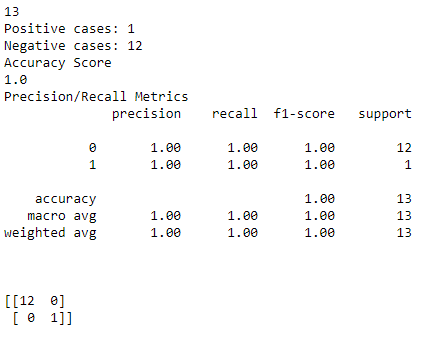 13
Positive cases: 1
Negative cases: 12
Accuracy Score
1.0
Precision/Recall Metrics
precision recall f1-score support
0 1.00 1.00 1.00 12
1 1.00 1.00 1.00 1
accuracy 1.00 13
macro avg 1.00 1.00 1.00 13
weighted avg 1.00 1.00 1.00 13
[[12 0]
[ 0 1]]